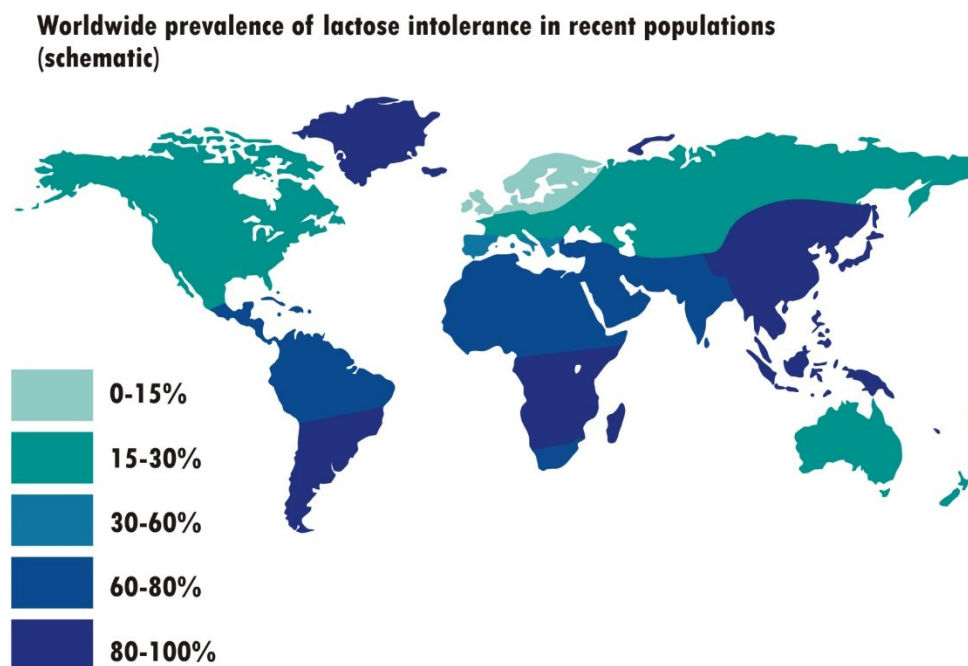 Worldwide prevalence of lactose intolerance in recent populations
(schematic)
0-15%
15-30%
30-60%
60-80%
80-100%